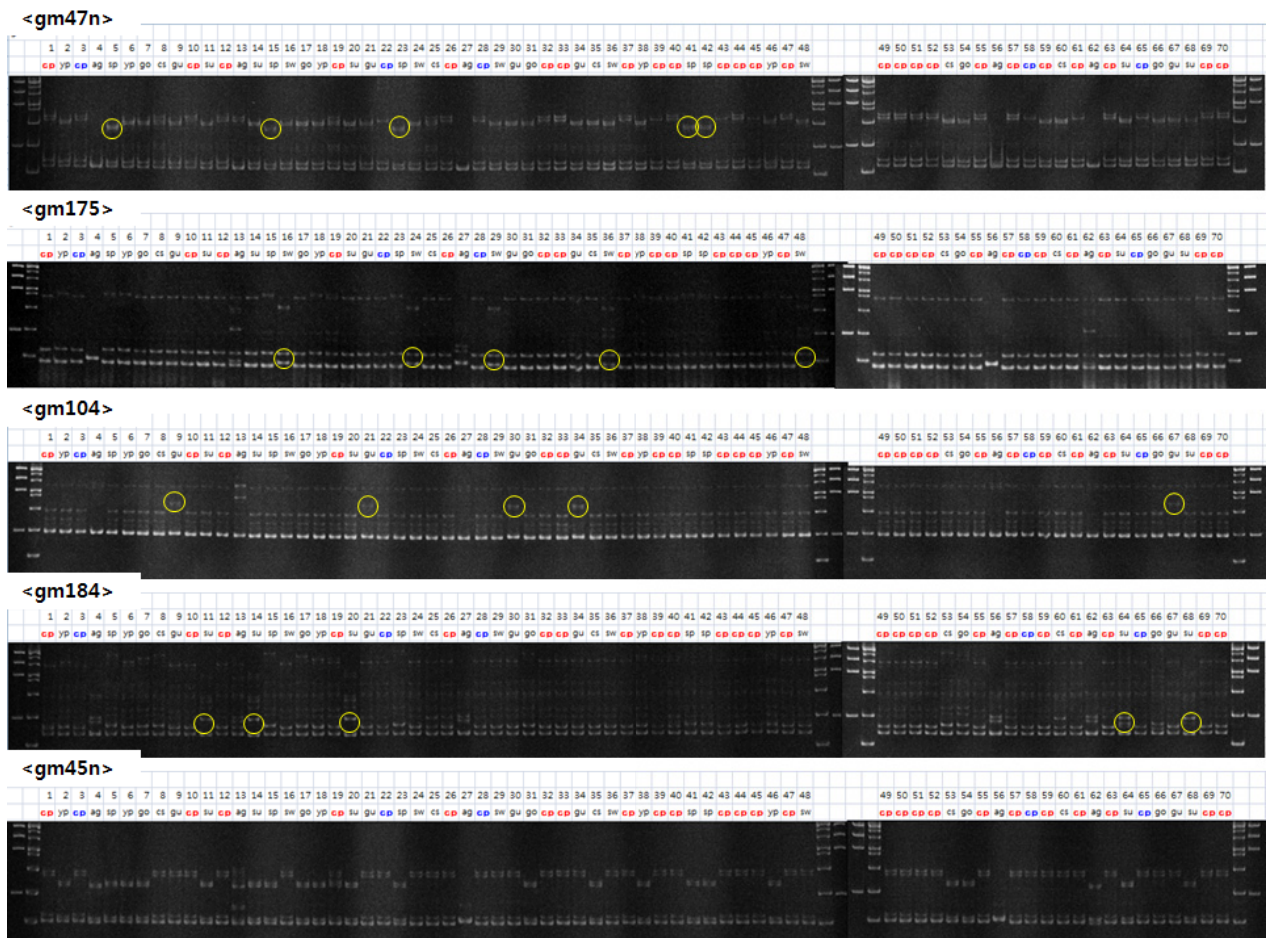 <gm47n>
1 2 3 4 5 6 7 8 9 10 11 12 13 14 15 16 17 18 19 20 21 22 23 24 25 26 27 28 29 30 31 32 33 34 35 36 37 38 39 40 41 42 43 44 45 46 47 48 49 50 51 52 53 54 55 56 57 58 59 60 61 62 63 64 65 66 67 68 69 70
cp yp cp ag sp yp go cs gu cp su cp ag su sp sw go yp cp su gu cp sp sw cs cp ag cp sw gu go cp cp gu cs sw cp yp cp cp sp sp cp cp cp yp cp sw cp cp cp cp cs go cp ag cp cp cp cs cp ag cp su cp go gu su cp cp
<gm175>
1 2 3 4 5 6 7 8 9 10 11 12 13 14 15 16 17 18 19 20 21 22 23 24 25 26 27 28 29 30 31 32 33 34 35 36 37 38 39 40 41 42 43 44 45 46 47 48 49 50 51 52 53 54 55 56 57 58 59 60 61 62 63 64 65 66 67 68 69 70
cp yp cp ag sp yp go cs gu cp su cp ag su sp sw go yp cp su gu cp sp sw cs cp ag cp sw gu go cp cp gu cs sw cp yp cp cp sp sp cp cp cp yp cp sw cp cp cp cp cs go cp ag cp cp cp cs cp ag cp su cp go gu su cp cp
<gm104>
1 2 3 4 5 6 7 8 9 10 11 12 13 14 15 16 17 18 19 20 21 22 23 24 25 26 27 28 29 30 31 32 33 34 35 36 37 38 39 40 41 42 43 44 45 46 47 48 49 50 51 52 53 54 55 56 57 58 59 60 61 62 63 64 65 66 67 68 69 70
cp yp cp ag sp yp go cs gu cp su cp ag su sp sw go yp cp su gu cp sp sw cs cp ag cp sw gu go cp cp gu cs sw cp yp cp cp sp sp cp cp cp yp cp sw cp cp cp cp cs go cp ag cp cp cp cs cp ag cp su cp go gu su cp cp
<gm184>
1 2 3 4 5 6 7 8 9 10 11 12 13 14 15 16 17 18 19 20 21 22 23 24 25 26 27 28 29 30 31 32 33 34 35 36 37 38 39 40 41 42 43 44 45 46 47 48 49 50 51 52 53 54 55 56 57 58 59 60 61 62 63 64 65 66 67 68 69 70
cp yp cp ag sp yp go cs gu cp su cp ag su sp sw go yp cp su gu cp sp sw cs cp ag cp sw gu go cp cp gu cs sw cp yp cp cp sp sp cp cp cp yp cp sw cp cp cp cp cs go cp ag cp cp cp cs cp ag cp su cp go gu su cp cp
<gm45n>
1 2 3 4 5 6 7 8 9 10 11 12 13 14 15 16 17 18 19 20 21 22 23 24 25 26 27 28 29 30 31 32 33 34 35 36 37 38 39 40 41 42 43 44 45 46 47 48 49 50 51 52 53 54 55 56 57 58 59 60 61 62 63 64 65 66 67 68 69 70
cp yp cp ag sp yp go cs gu cp su cp ag su sp sw go yp cp su gu cp sp sw cs cp ag cp sw gu go cp cp gu cs sw cp yp cp cp sp sp cp cp cp yp cp sw cp cp cp cp cs go cp ag cp cp cp cs cp ag cp su cp go gu su cp cp